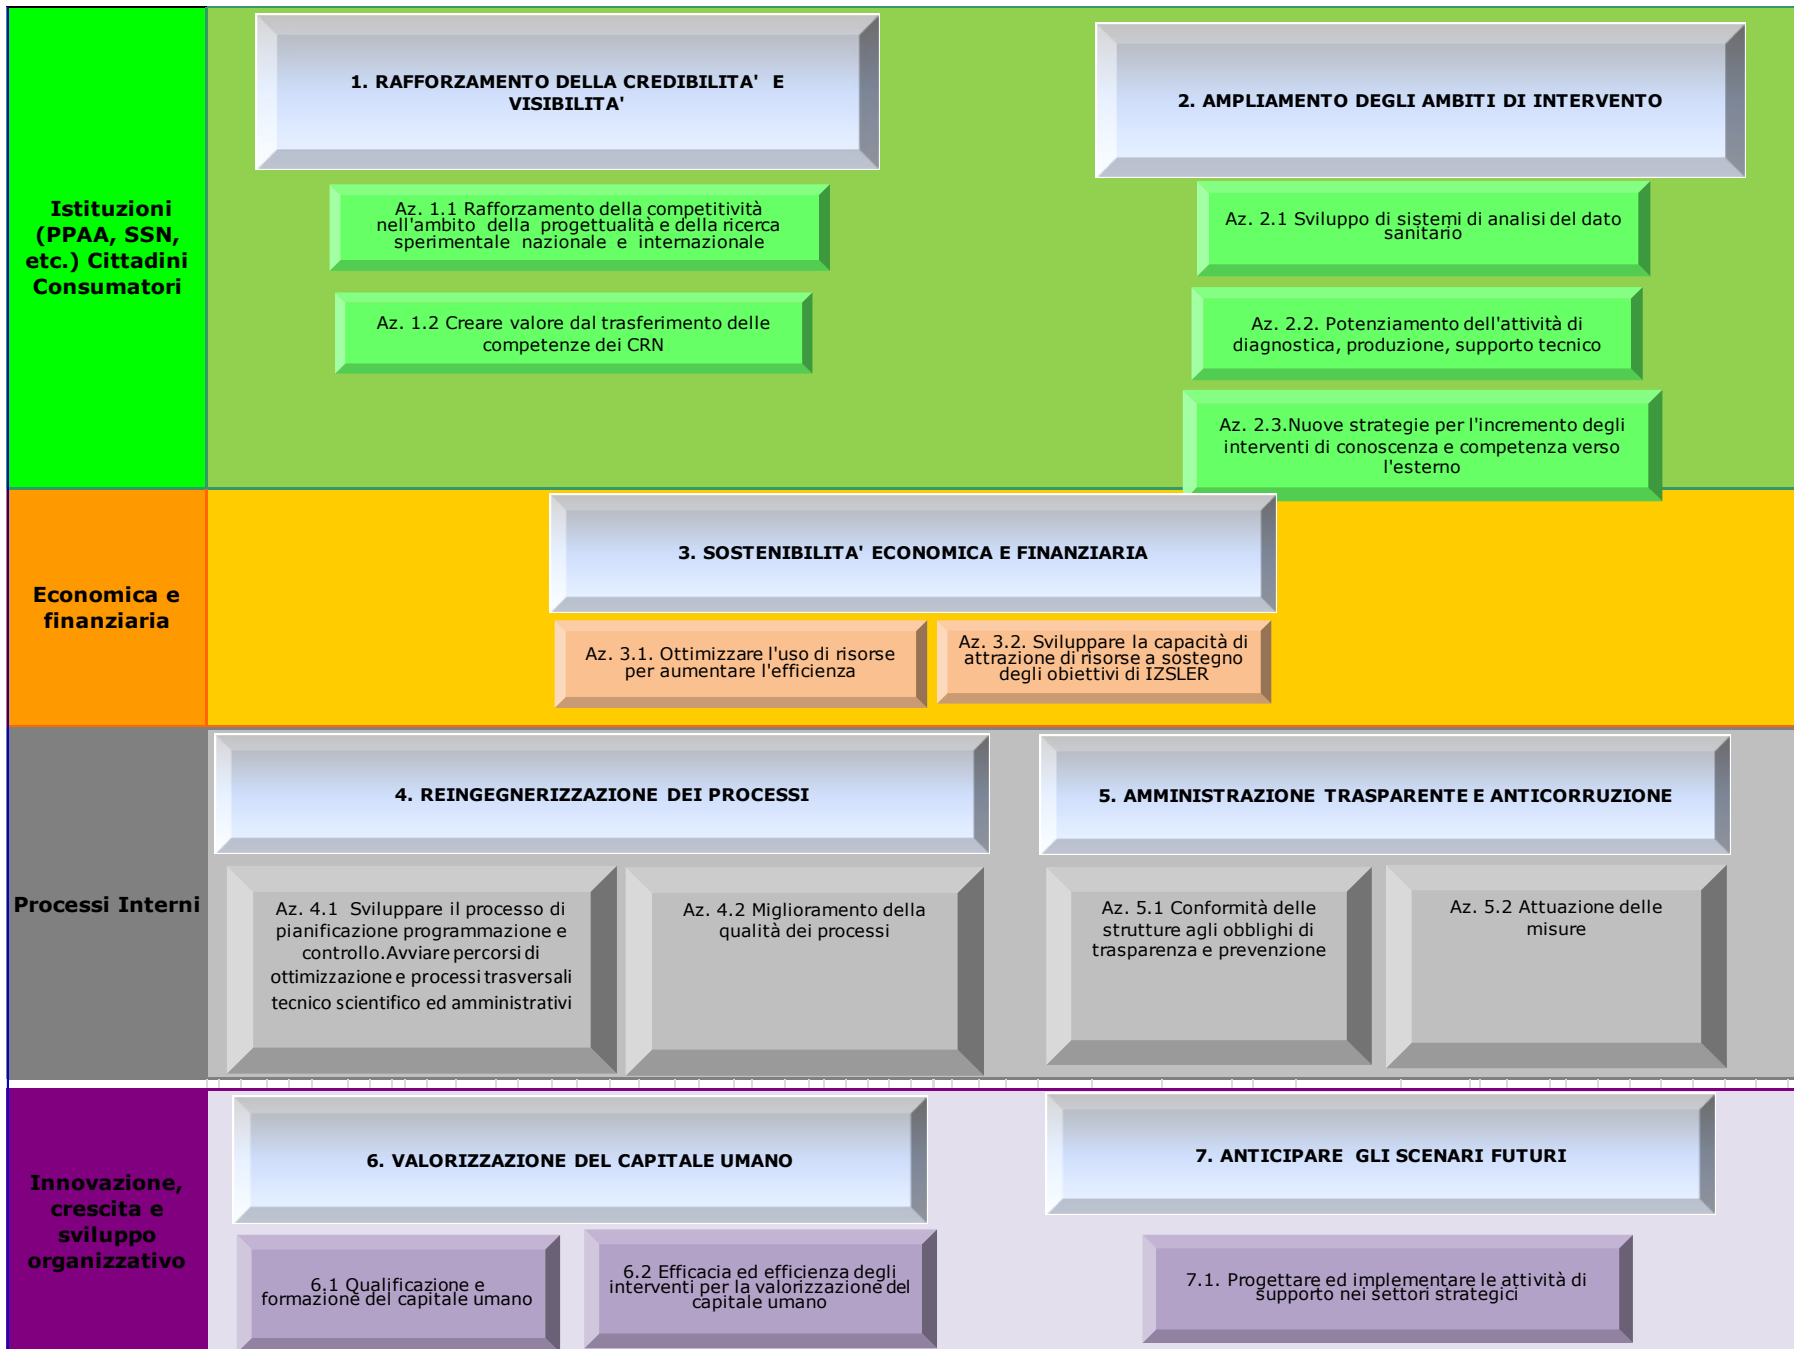 Istituzioni
(PPAA, SSN,
etc.) Cittadini
Consumatori
1. RAFFORZAMENTO DELLA CREDIBILITA' E
VISIBILITA'
Az. 1.1 Rafforzamento della competitività
nell'ambito della progettualità e della ricerca
sperimentale nazionale e internazionale
Az. 1.2 Creare valore dal trasferimento delle
competenze dei CRN
2. AMPLIAMENTO DEGLI AMBITI DI INTERVENTO
Az. 2.1 Sviluppo di sistemi di analisi del dato
sanitario
Az. 2.2. Potenziamento dell'attività di
diagnostica, produzione, supporto tecnico
Az. 2.3.Nuove strategie per l'incremento degli
interventi di conoscenza e competenza verso
l'esterno
Economica e
finanziaria
3. SOSTENIBILITA' ECONOMICA E FINANZIARIA
Az. 3.1. Ottimizzare l'uso di risorse
per aumentare l'efficienza
Az. 3.2. Sviluppare la capacità di
attrazione di risorse a sostegno
degli obiettivi di IZSLER
Processi Interni
4. REINGEGNERIZZAZIONE DEI PROCESSI
Az. 4.1 Sviluppare il processo di
pianificazione programmazione e
controllo.Avviare percorsi di
ottimizzazione e processi trasversali
tecnico scientifico ed amministrativi
Az. 4.2 Miglioramento della
qualità dei processi
5. AMMINISTRAZIONE TRASPARENTE E ANTICORRUZIONE
Az. 5.1 Conformità delle
strutture agli obblighi di
trasparenza e prevenzione
Az. 5.2 Attuazione delle
misure
Innovazione,
crescita e
sviluppo
organizzativo
6. VALORIZZAZIONE DEL CAPITALE UMANO
6.1 Qualificazione e
formazione del capitale umano
6.2 Efficacia ed efficienza degli
interventi per la valorizzazione del
capitale umano
7. ANTICIPARE GLI SCENARI FUTURI
7.1. Progettare ed implementare le attività di
supporto nei settori strategici